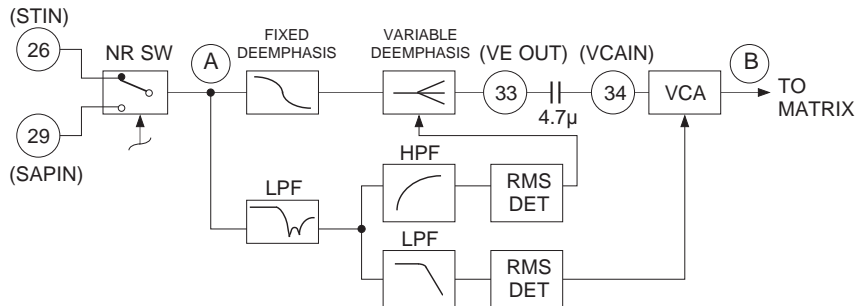 (STIN)
26
NR SW
A
FIXED
DEEMPHASIS
VARIABLE
DEEMPHASIS
(VE OUT)
33
4.7μ
(VCAIN)
34
VCA
B
TO
MATRIX
29
(SAPIN)
LPF
HPF
RMS
DET
LPF
RMS
DET